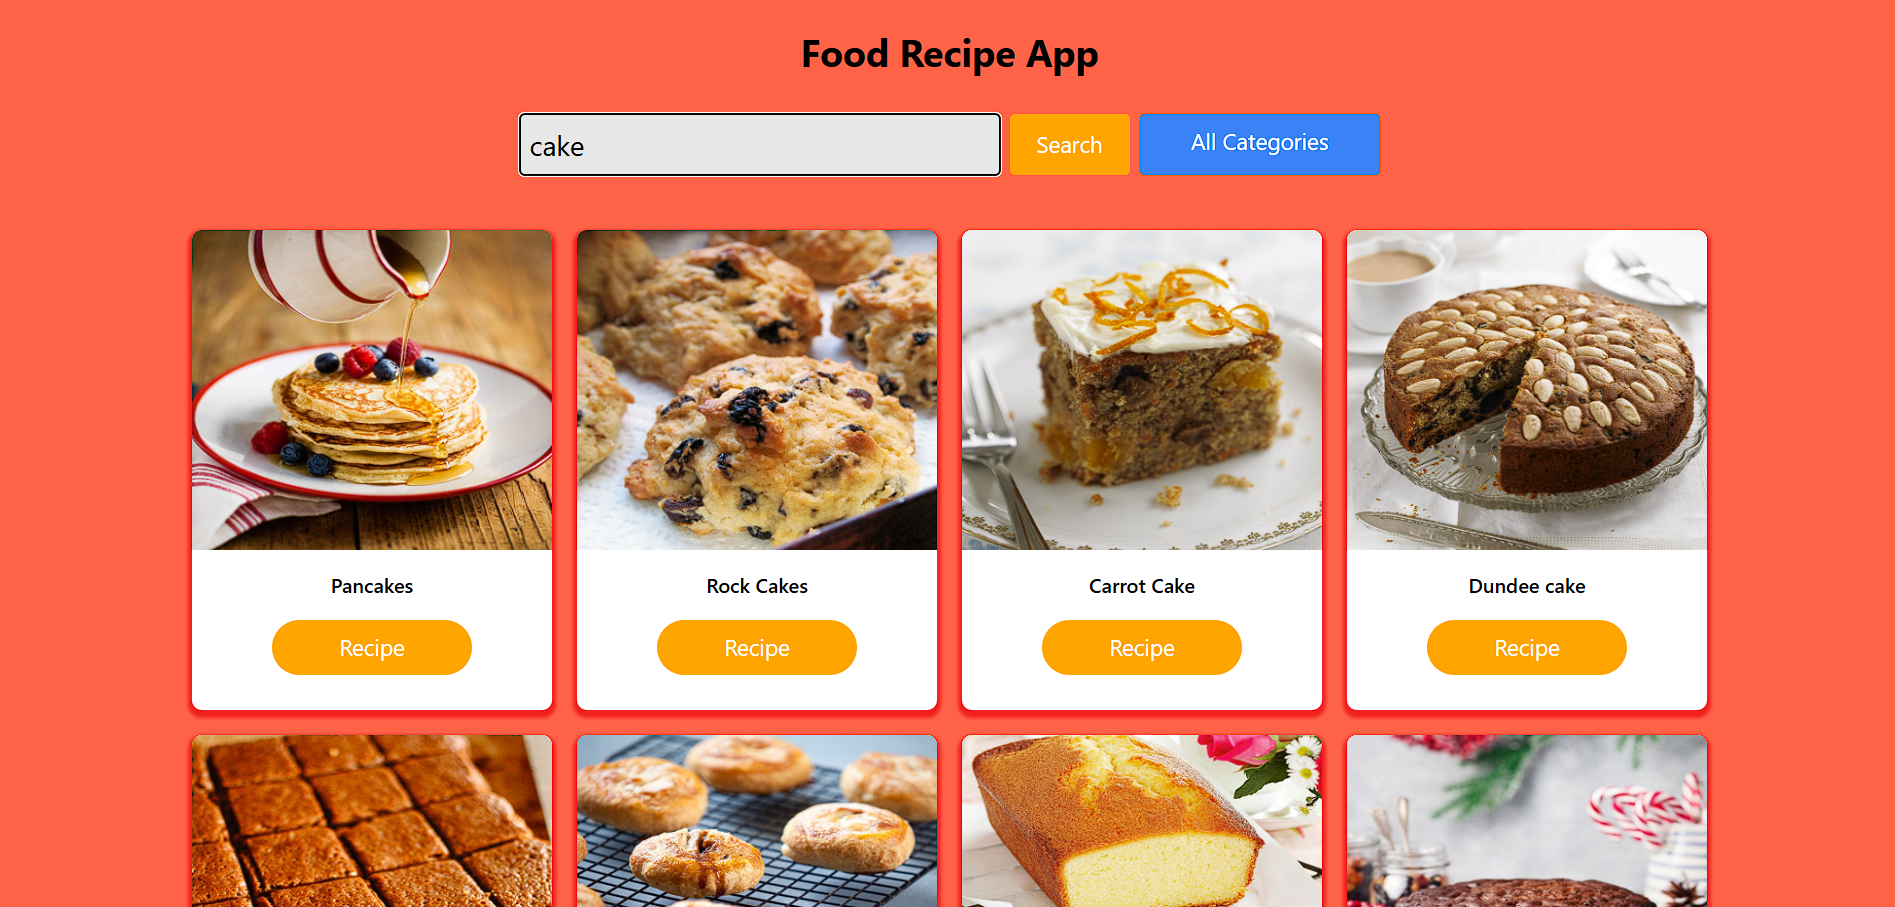 Food Recipe App
cake
Search
All Categories
Pancakes
Rock Cakes
Carrot Cake
Dundee cake
Recipe
Recipe
Recipe
Recipe